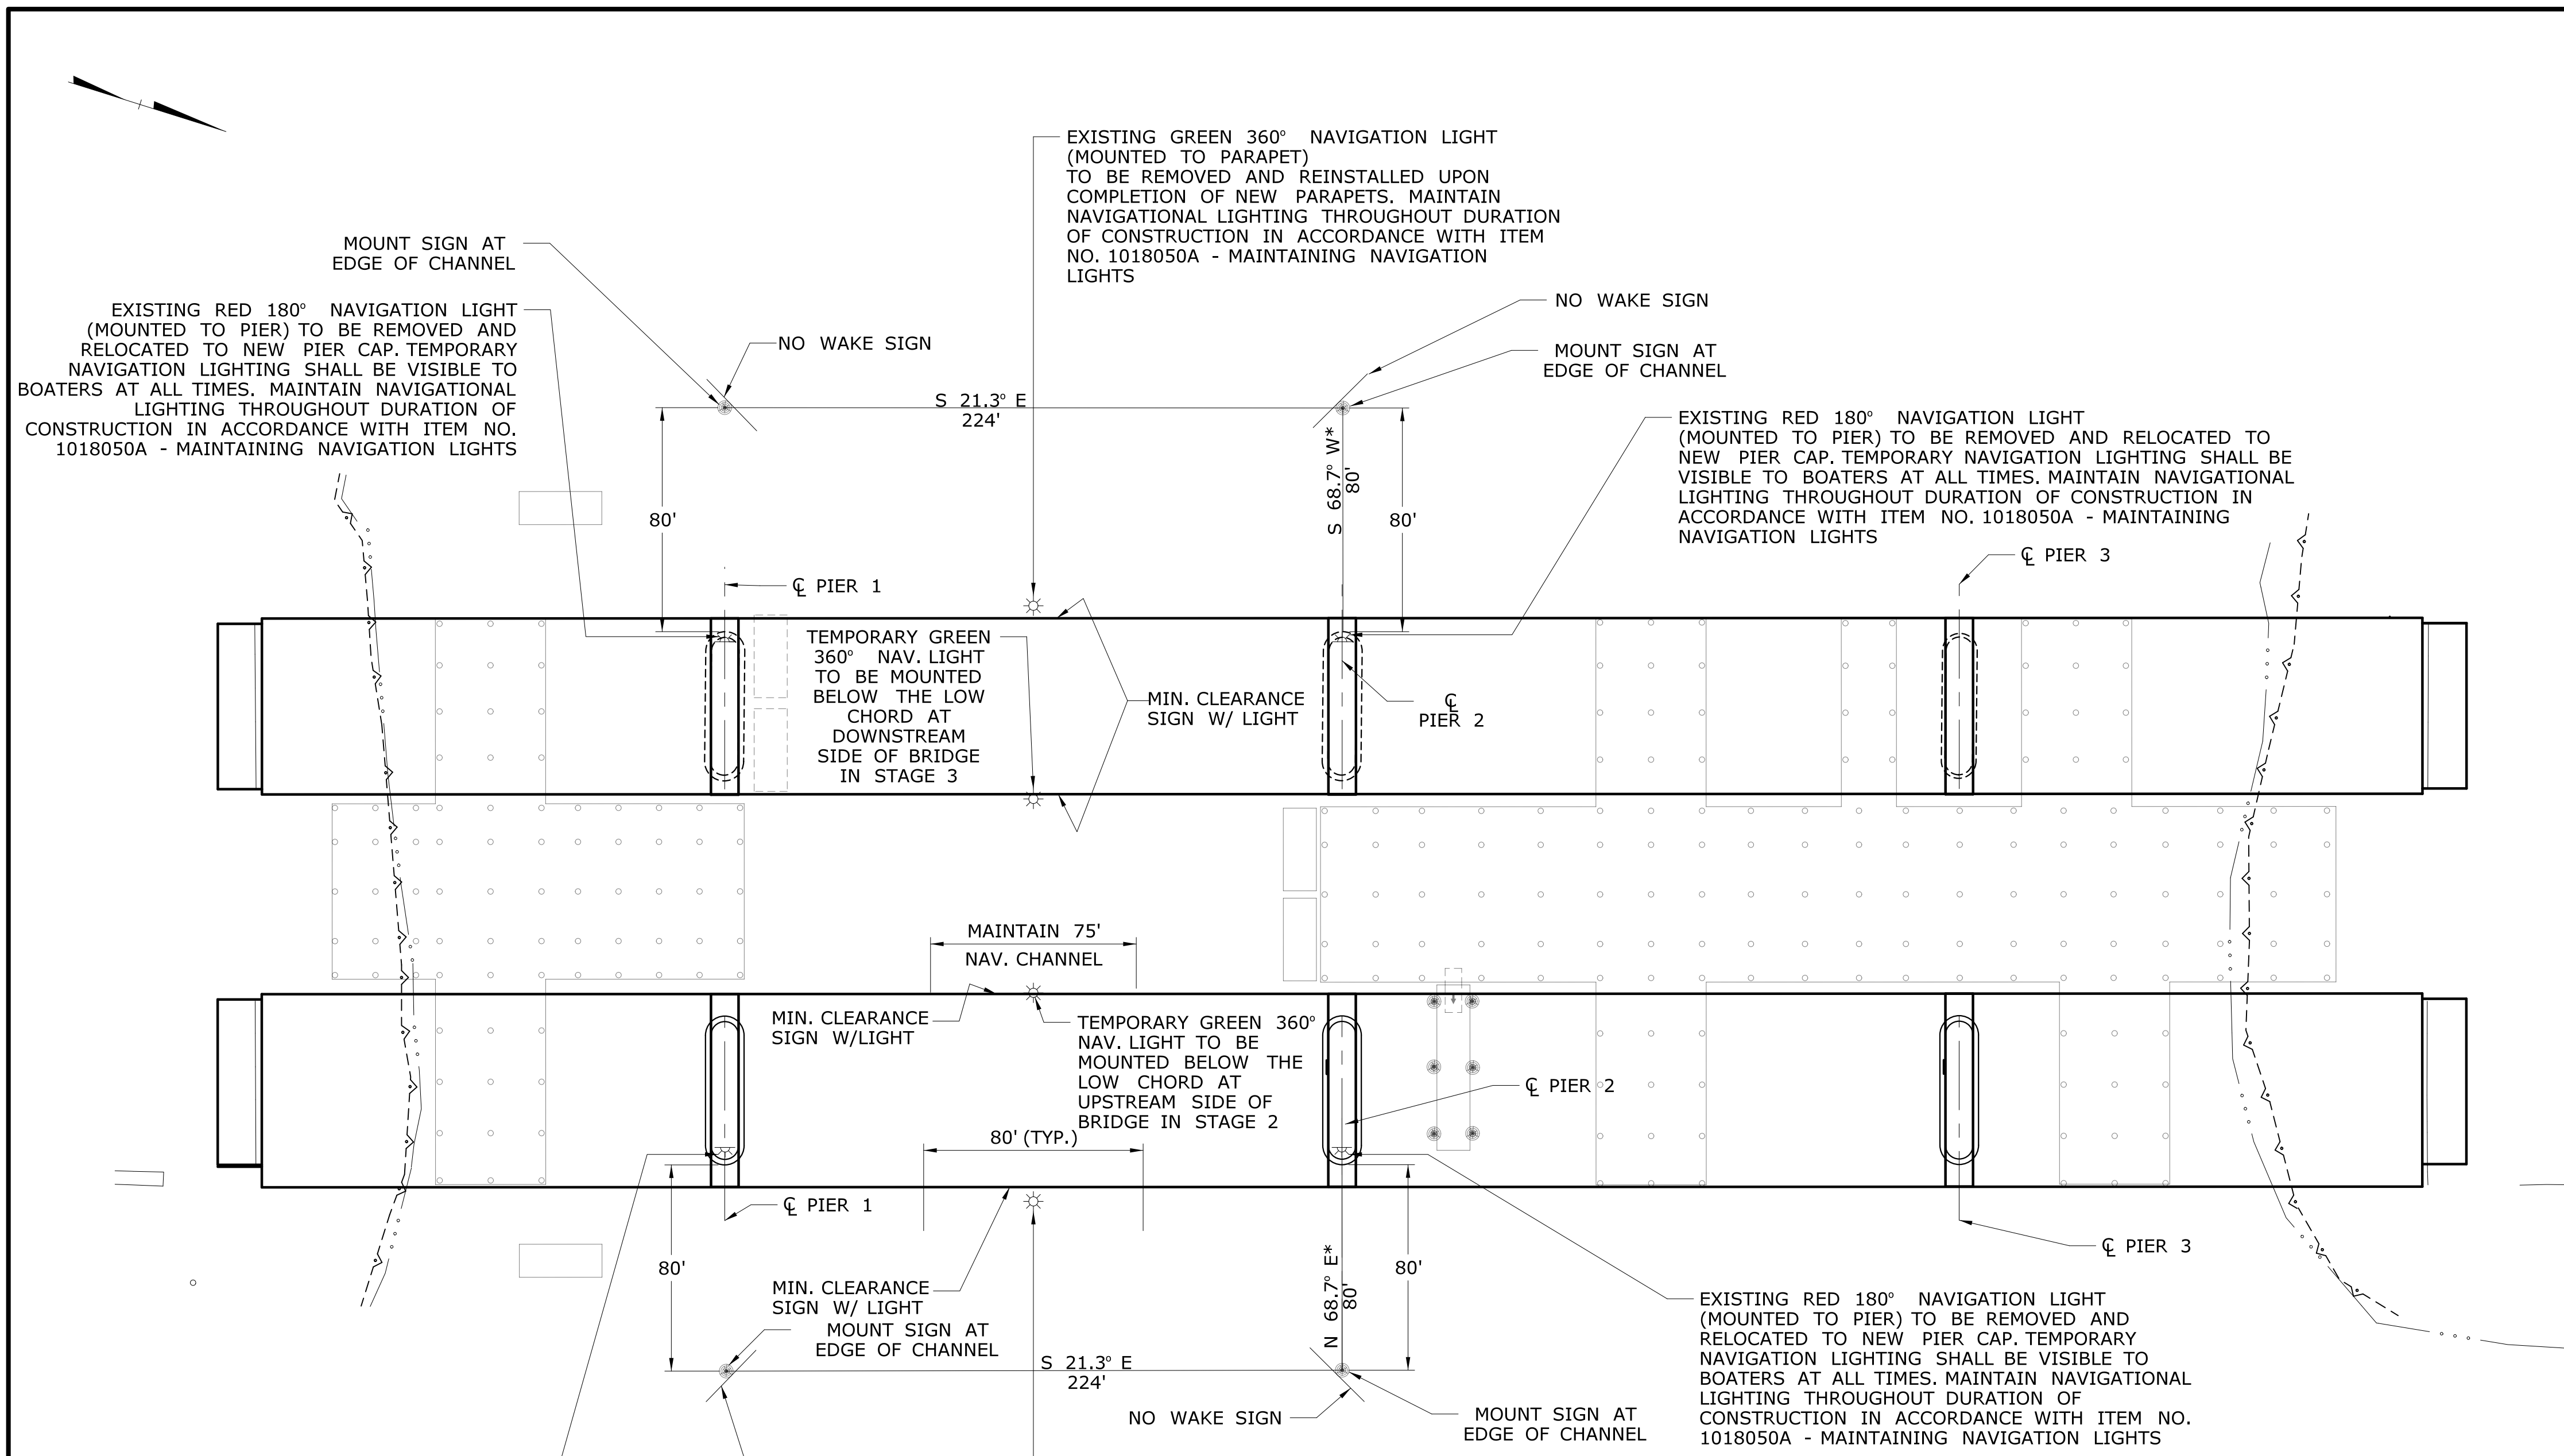 EXISTING GREEN 360° NAVIGATION LIGHT
(MOUNTED TO PARAPET)
TO BE REMOVED AND REINSTALLED UPON
COMPLETION OF NEW PARAPETS. MAINTAIN
NAVIGATIONAL LIGHTING THROUGHOUT DURATION
OF CONSTRUCTION IN ACCORDANCE WITH ITEM
NO. 1018050A - MAINTAINING NAVIGATION
LIGHTS
MOUNT SIGN AT
EDGE OF CHANNEL
EXISTING RED 180° NAVIGATION LIGHT
(MOUNTED TO PIER) TO BE REMOVED AND
RELOCATED TO NEW PIER CAP. TEMPORARY
NAVIGATION LIGHTING SHALL BE VISIBLE TO
BOATERS AT ALL TIMES. MAINTAIN NAVIGATIONAL
LIGHTING THROUGHOUT DURATION OF
CONSTRUCTION IN ACCORDANCE WITH ITEM NO.
1018050A - MAINTAINING NAVIGATION LIGHTS
NO WAKE SIGN
NO WAKE SIGN
MOUNT SIGN AT
EDGE OF CHANNEL
S 21.3° E
224'
EXISTING RED 180° NAVIGATION LIGHT
(MOUNTED TO PIER) TO BE REMOVED AND RELOCATED TO
NEW PIER CAP. TEMPORARY NAVIGATION LIGHTING SHALL BE
VISIBLE TO BOATERS AT ALL TIMES. MAINTAIN NAVIGATIONAL
LIGHTING THROUGHOUT DURATION OF CONSTRUCTION IN
ACCORDANCE WITH ITEM NO. 1018050A - MAINTAINING
NAVIGATION LIGHTS
80'
S 68.7° W*
80'
80'
℄ PIER 1
℄ PIER 3
TEMPORARY GREEN
360° NAV. LIGHT
TO BE MOUNTED
BELOW THE LOW
CHORD AT
DOWNSTREAM
SIDE OF BRIDGE
IN STAGE 3
MIN. CLEARANCE
SIGN W/ LIGHT
℄
PIER 2
MAINTAIN 75'
NAV. CHANNEL
MIN. CLEARANCE
SIGN W/LIGHT
TEMPORARY GREEN 360°
NAV. LIGHT TO BE
MOUNTED BELOW THE
LOW CHORD AT
UPSTREAM SIDE OF
BRIDGE IN STAGE 2
℄ PIER 2
80' (TYP.)
℄ PIER 1
℄ PIER 3
80'
N 68.7° E*
80'
80'
MIN. CLEARANCE
SIGN W/ LIGHT
MOUNT SIGN AT
EDGE OF CHANNEL
S 21.3° E
224'
NO WAKE SIGN
MOUNT SIGN AT
EDGE OF CHANNEL
EXISTING RED 180° NAVIGATION LIGHT
(MOUNTED TO PIER) TO BE REMOVED AND
RELOCATED TO NEW PIER CAP. TEMPORARY
NAVIGATION LIGHTING SHALL BE VISIBLE TO
BOATERS AT ALL TIMES. MAINTAIN NAVIGATIONAL
LIGHTING THROUGHOUT DURATION OF
CONSTRUCTION IN ACCORDANCE WITH ITEM NO.
1018050A - MAINTAINING NAVIGATION LIGHTS